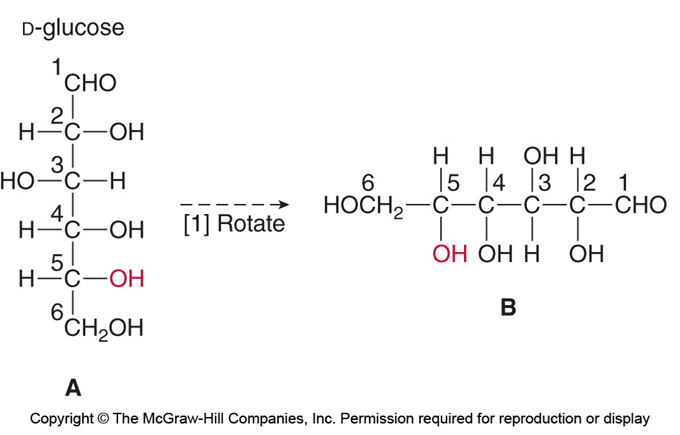 D-glucose
1
CHO
2
H–C–OH
3
HO–C–H
4
H–C–OH
5
H–C–OH
6
CH₂OH
A
[1] Rotate
H H OH H
6 5 4 3 2 1
HOCH₂–C–C–C–C–CHO
OH OH H OH
B
Copyright © The McGraw-Hill Companies, Inc. Permission required for reproduction or display